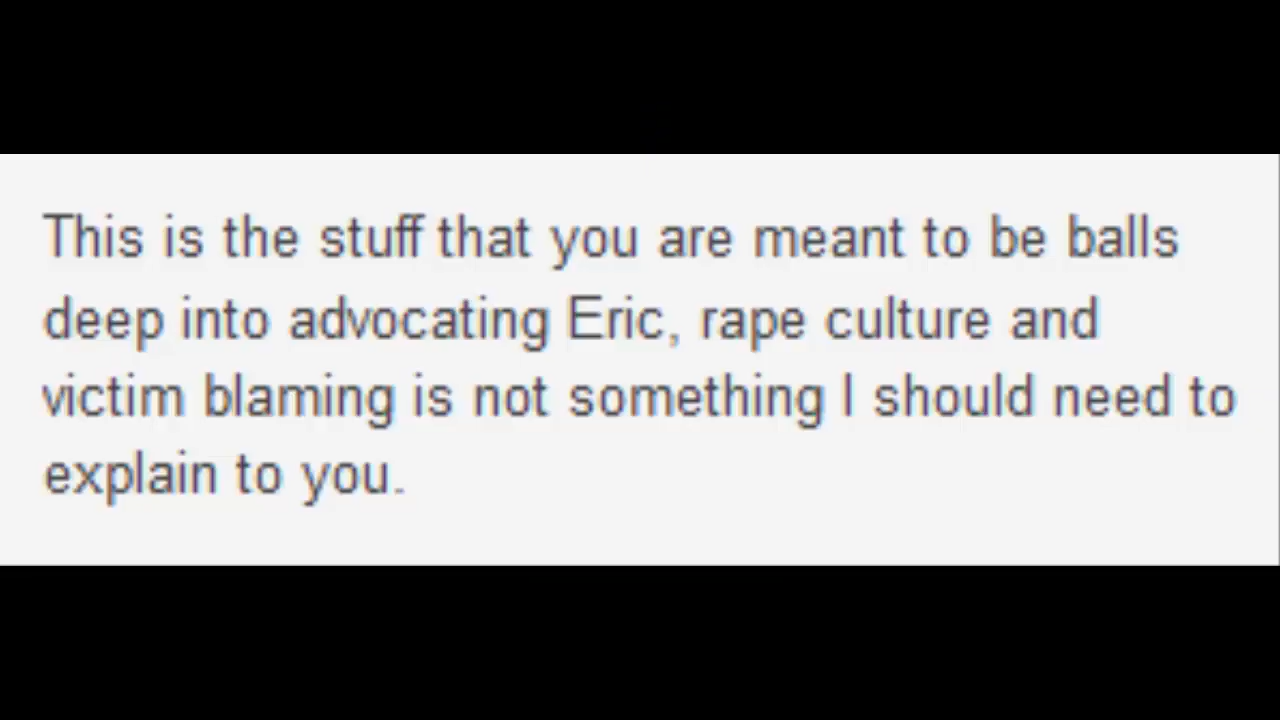 This is the stuff that you are meant to be balls
deep into advocating Eric, rape culture and
victim blaming is not something I should need to
explain to you.